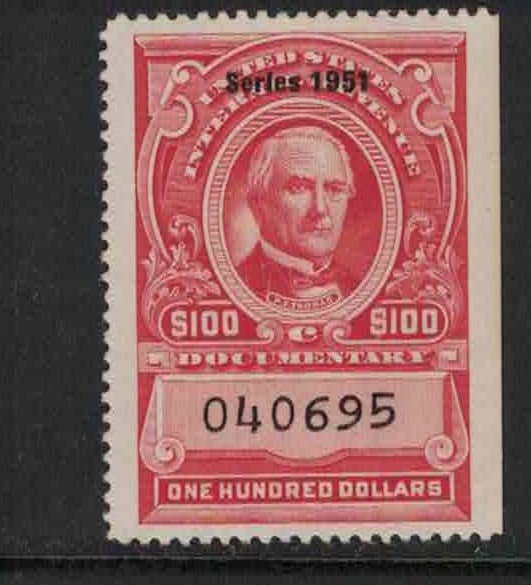 UNITED STATES
Series 1951
INTERNAL REVENUE
$100 C $100
DOCUMENTARY
040695
ONE HUNDRED DOLLARS